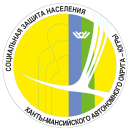 СОЦИАЛЬНАЯ ЗАЩИТА НАСЕЛЕНИЯ
ХАНТЫ-МАНСИЙСКОГО АВТОНОМНОГО ОКРУГА - ЮГРЫ